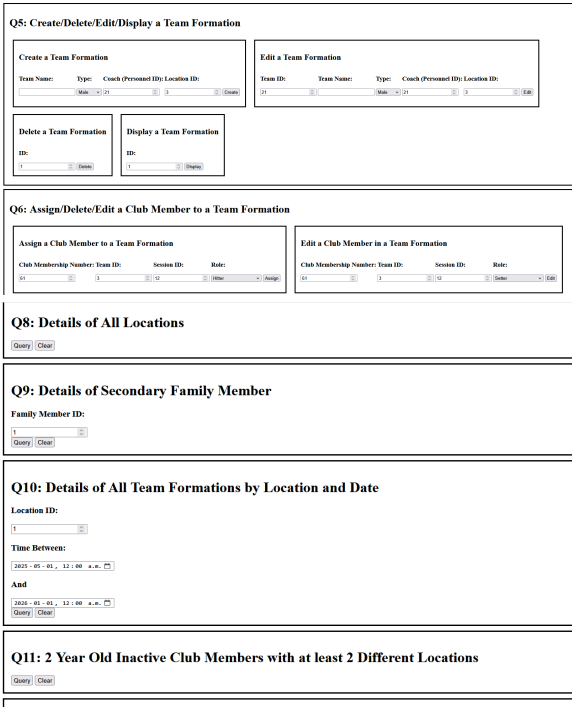 Q5: Create/Delete/Edit/Display a Team Formation
Create a Team Formation
Team Name: Type: Coach (Personnel ID): Location ID:
Male 21 3 Create
Edit a Team Formation
Team ID: Team Name: Type: Coach (Personnel ID): Location ID:
21 Male 21 3 Edit
Delete a Team Formation
ID:
1 Delete
Display a Team Formation
ID:
1 Display
Q6: Assign/Delete/Edit a Club Member to a Team Formation
Assign a Club Member to a Team Formation
Club Membership Number: Team ID: Session ID: Role:
61 3 12 Hitter Assign
Edit a Club Member in a Team Formation
Club Membership Number: Team ID: Session ID: Role:
61 3 12 Setter Edit
Q8: Details of All Locations
Query Clear
Q9: Details of Secondary Family Member
Family Member ID:
1
Query Clear
Q10: Details of All Team Formations by Location and Date
Location ID:
1
Time Between:
2025-05-01, 12:00 a.m.
And
2026-05-01, 12:00 a.m.
Query Clear
Q11: 2 Year Old Inactive Club Members with at least 2 Different Locations
Query Clear